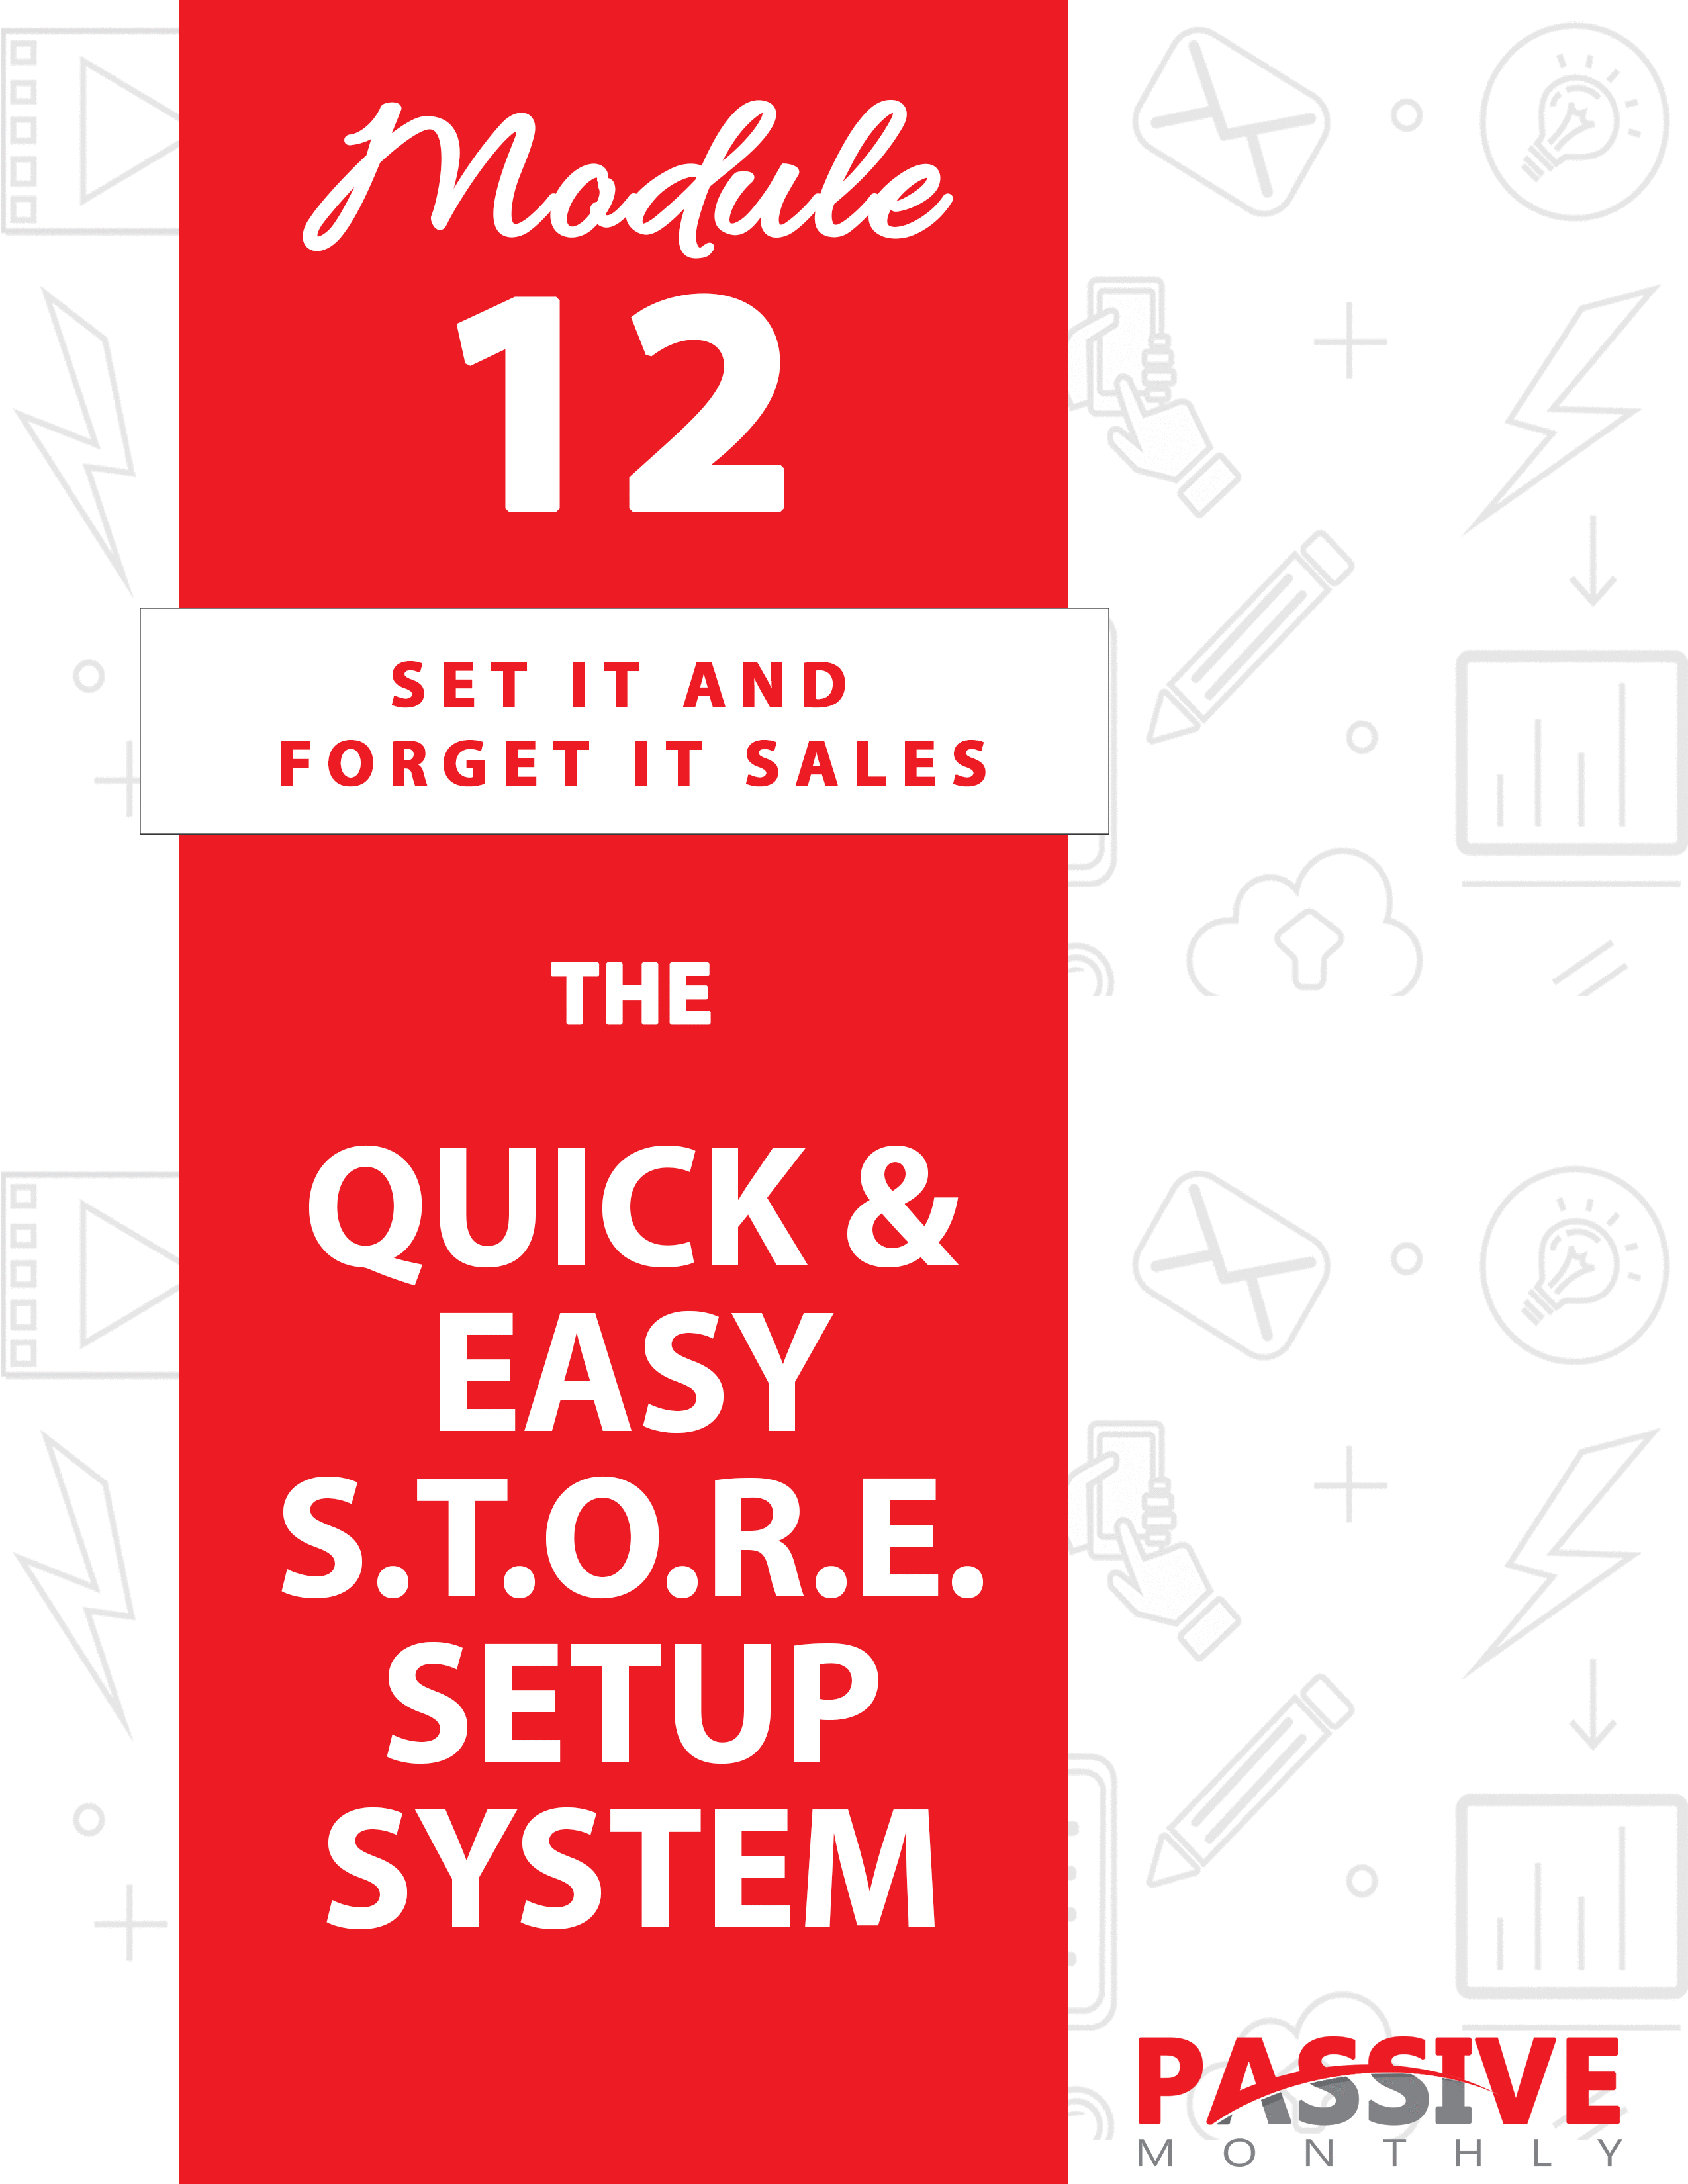 Module
12
SET IT AND
FORGET IT SALES
THE
QUICK &
EASY
S.T.O.R.E.
SETUP
SYSTEM
PASSIVE
MONTHLY